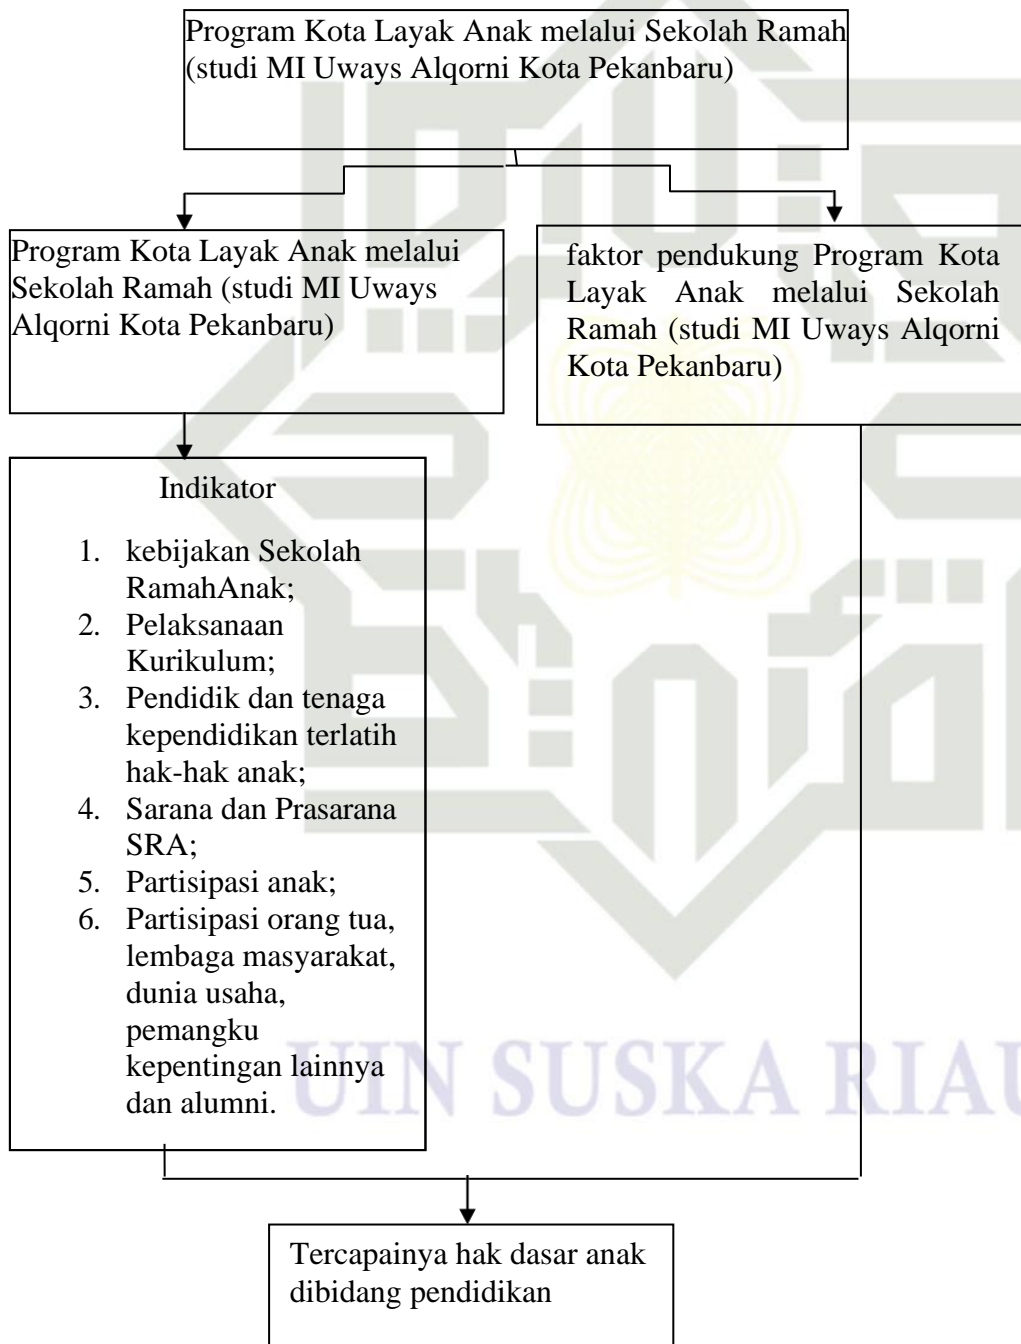 Program Kota Layak Anak melalui Sekolah Ramah
(studi MI Uways Alqorni Kota Pekanbaru)
Program Kota Layak Anak melalui
Sekolah Ramah (studi MI Uways
Alqorni Kota Pekanbaru)
faktor pendukung Program Kota
Layak Anak melalui Sekolah
Ramah (studi MI Uways Alqorni
Kota Pekanbaru)
Indikator
1. kebijakan Sekolah
RamahAnak;
2. Pelaksanaan
Kurikulum;
3. Pendidik dan tenaga
kependidikan terlatih
hak-hak anak;
4. Sarana dan Prasarana
SRA;
5. Partisipasi anak;
6. Partisipasi orang tua,
lembaga masyarakat,
dunia usaha,
pemangku
kepentingan lainnya
dan alumni.
UIN SUSKA RIAU
Tercapainya hak dasar anak
dibidang pendidikan